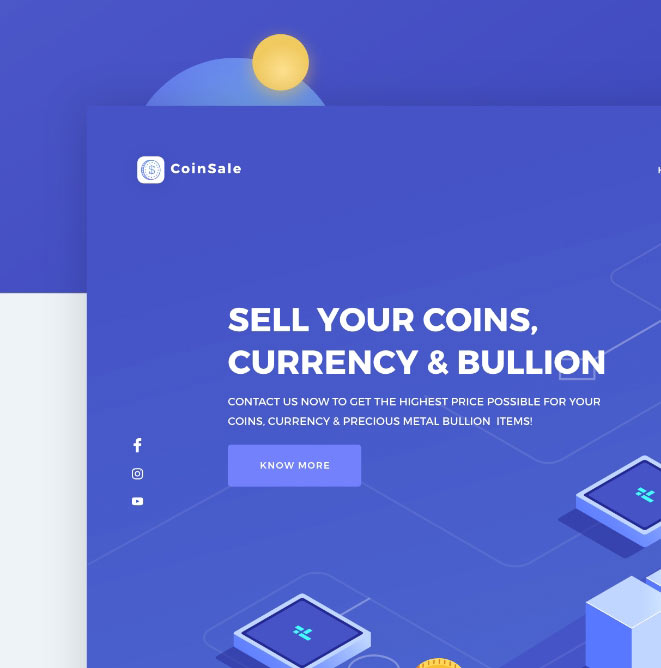 CoinSale
SELL YOUR COINS,
CURRENCY & BULLION
CONTACT US NOW TO GET THE HIGHEST PRICE POSSIBLE FOR YOUR
COINS, CURRENCY & PRECIOUS METAL BULLION  ITEMS!
KNOW MORE